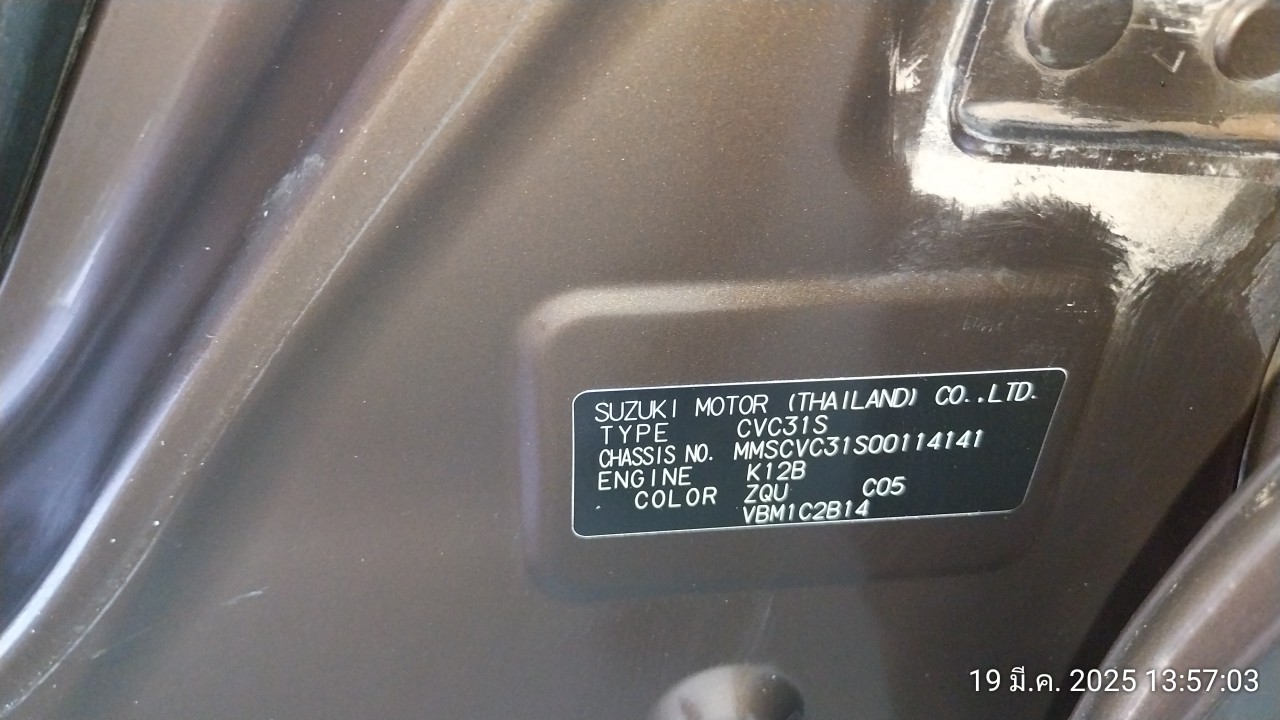 SUZUKI MOTOR (THAILAND) CO.,LTD.
TYPE CVC31S
CHASSIS NO. MMSCVC31S00114141
ENGINE K12B
COLOR ZQU C05
VBM1C2B14
19 มี.ค. 2025 13:57:03